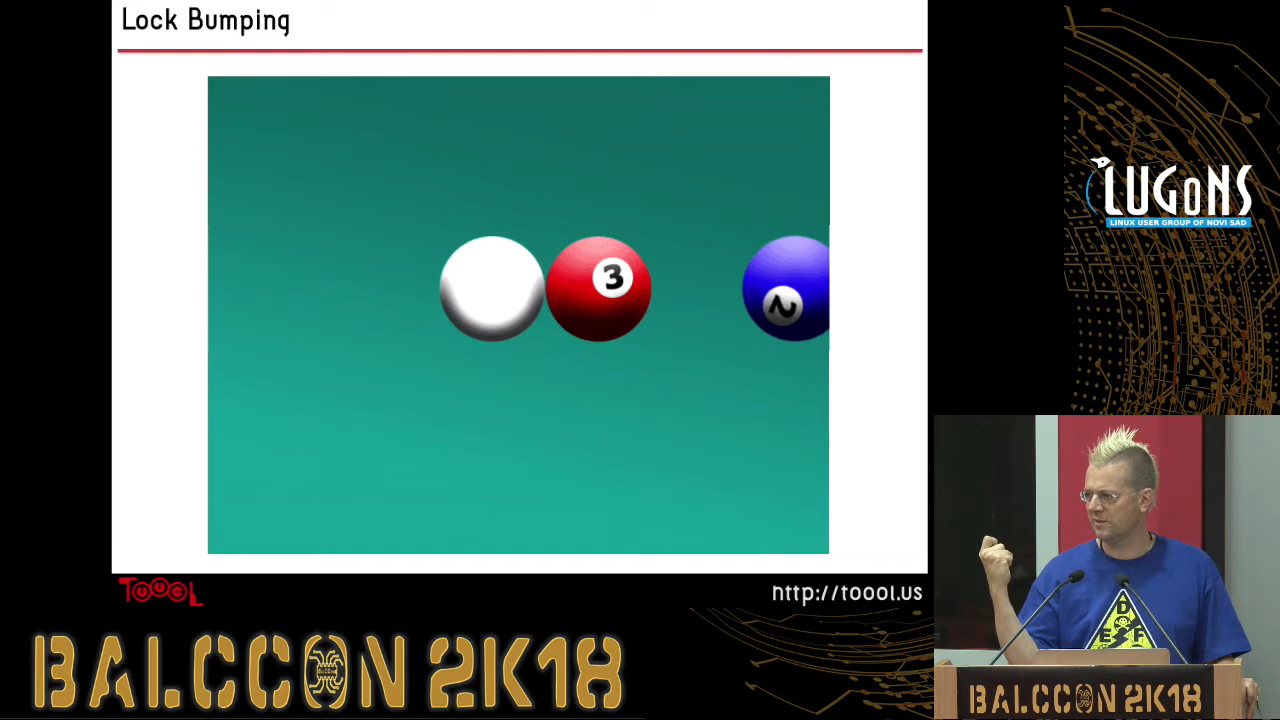 Lock Bumping
3
2
TOOOL
http://toool.us
LUGoNS
LINUX USER GROUP OF NOVI SAD
D
E F
BALCCON 2K18
BALCCON 2K18